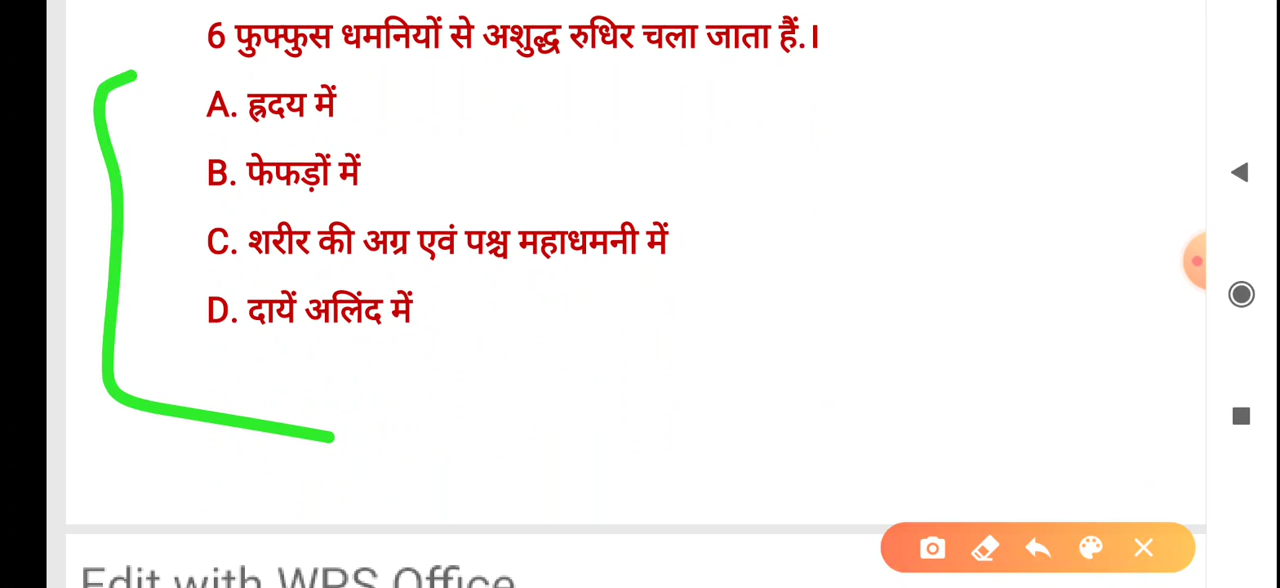 6 फुफ्फुस धमनियों से अशुद्ध रुधिर चला जाता हैं.।
A. ह्रदय में
B. फेफड़ों में
C. शरीर की अग्र एवं पश्च महाधमनी में
D. दायें अलिंद में
Edit with WPS Office